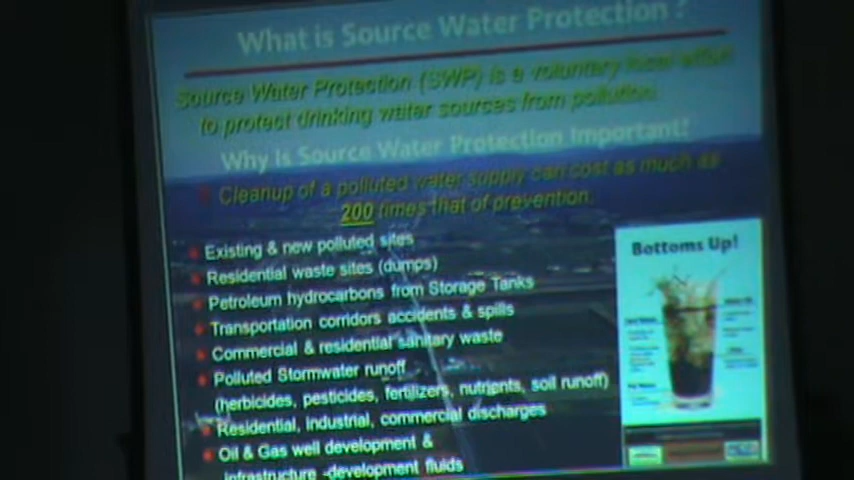 What is Source Water Protection ?
Source Water Protection (SWP) is a voluntary local effort
to protect drinking water sources from pollution.
Why Is Source Water Protection Important!
Cleanup of a polluted water supply can cost as much as
200 times that of prevention.
Existing & new polluted sites
Residential waste sites (dumps)
Petroleum hydrocarbons from Storage Tanks
Transportation corridors accidents & spills
Commercial & residential sanitary waste
Polluted Stormwater runoff
(herbicides, pesticides, fertilizers, nutrients, soil runoff)
Residential, industrial, commercial discharges
Oil & Gas well development &
infrastructure -development fluids
Bottoms Up!